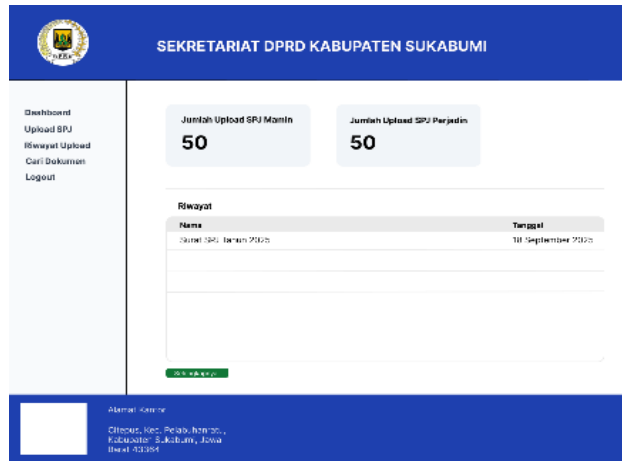 SEKRETARIAT DPRD KABUPATEN SUKABUMI
Dashboard
Upload SPJ
Riwayat Upload
Cari Dokumen
Logout
Jumlah Upload SPJ Mamin
50
Jumlah Upload SPJ Perjadin
50
Riwayat
Nama
Tanggal
Surat SPJ Tahun 2025
18 September 2025
Selengkapnya
Alamat Kantor
Citepus, Kec. Pelabuhanratu,
Kabupaten Sukabumi, Jawa
Barat 43364